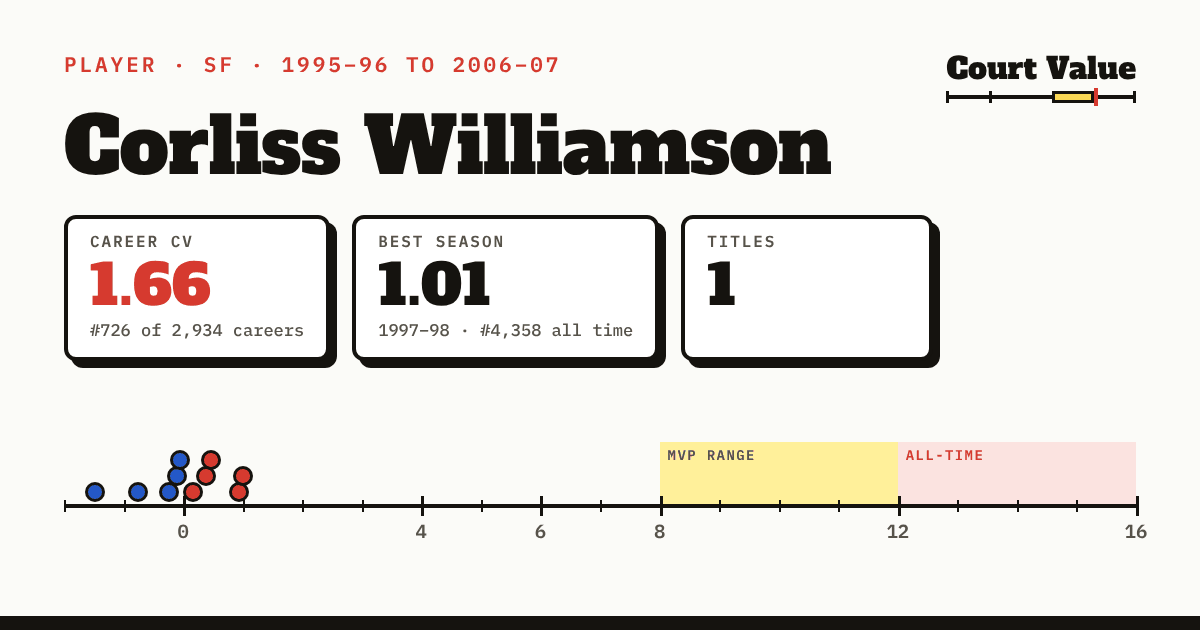 PLAYER · SF · 1995–96 TO 2006–07
Court Value
Corliss Williamson
CAREER CV
1.66
#726 of 2,934 careers
BEST SEASON
1.01
1997–98 · #4,358 all time
TITLES
1
MVP RANGE
ALL-TIME
0 4 6 8 12 16